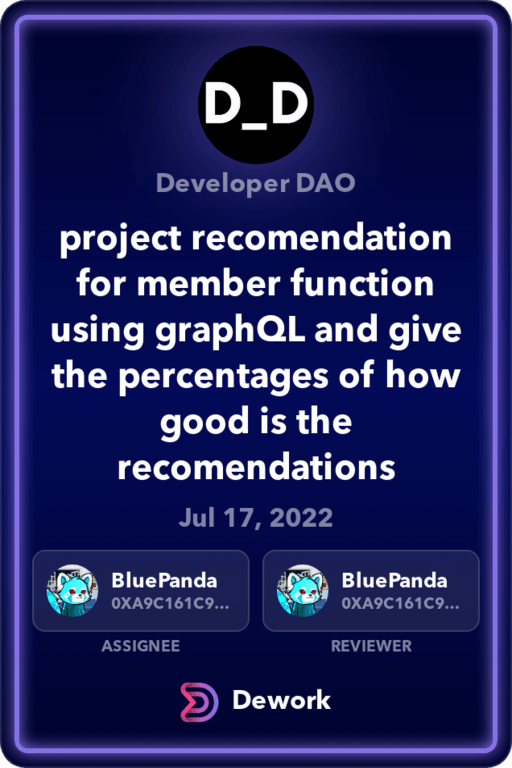 D_D
Developer DAO
project recomendation
for member function
using graphQL and give
the percentages of how
good is the
recomendations
Jul 17, 2022
BluePanda
0XA9C161C9...
ASSIGNEE
BluePanda
0XA9C161C9...
REVIEWER
Dework